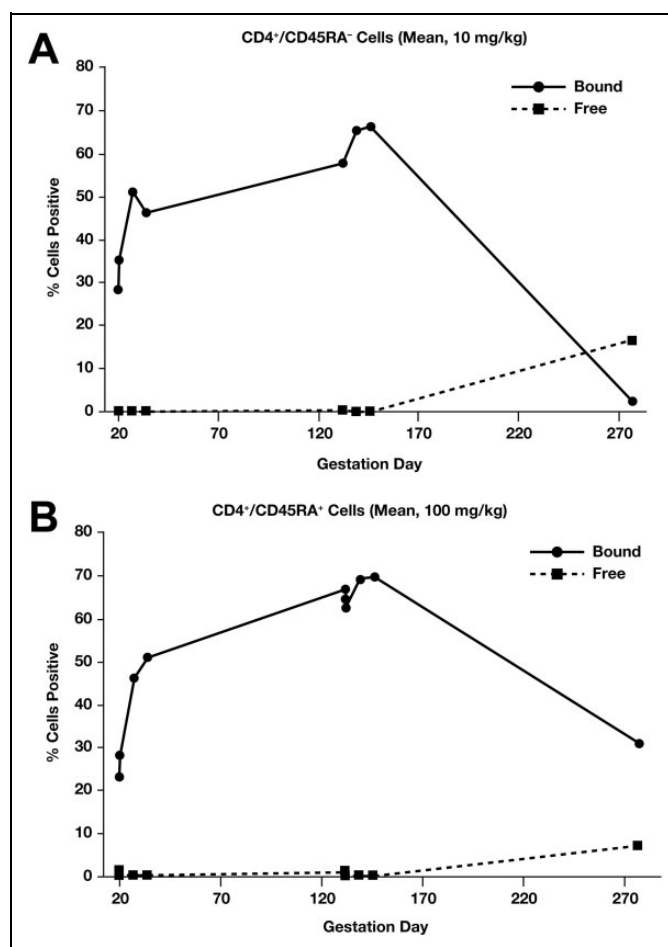 A
CD4⁺/CD45RA⁻ Cells (Mean, 10 mg/kg)
Bound
Free
% Cells Positive
80
70
60
50
40
30
20
10
0
20 70 120 170 220 270
Gestation Day
B
CD4⁺/CD45RA⁺ Cells (Mean, 100 mg/kg)
Bound
Free
% Cells Positive
80
70
60
50
40
30
20
10
0
20 70 120 170 220 270
Gestation Day